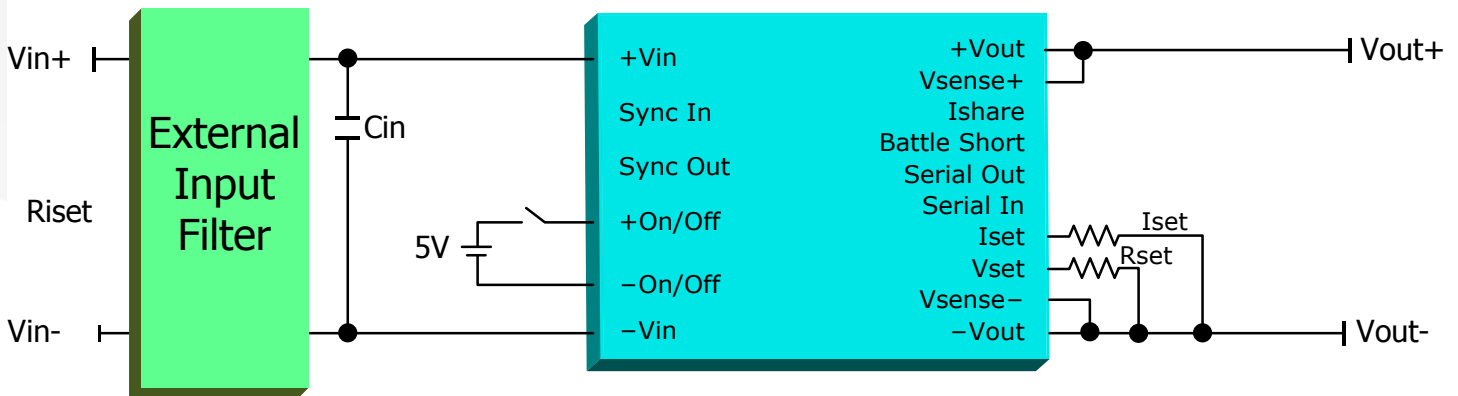 Vin+
Riset
Vin-
External
Input
Filter
Cin
5V
+Vin
Sync In
Sync Out
+On/Off
−On/Off
−Vin
+Vout
Vsense+
Ishare
Battle Short
Serial Out
Serial In
Iset
Vset
Vsense−
−Vout
Iset
Rset
Vout+
Vout-